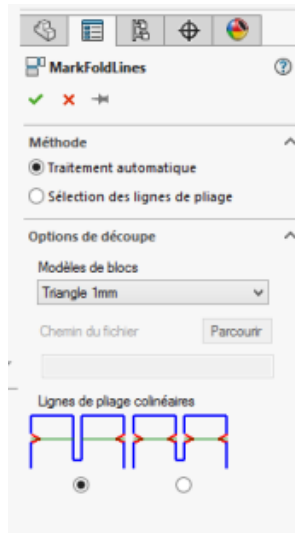 MarkFoldLines
Méthode
Traitement automatique
Sélection des lignes de pliage
Options de découpe
Modèles de blocs
Triangle 1mm
Chemin du fichier
Parcourir
Lignes de pliage colinéaires